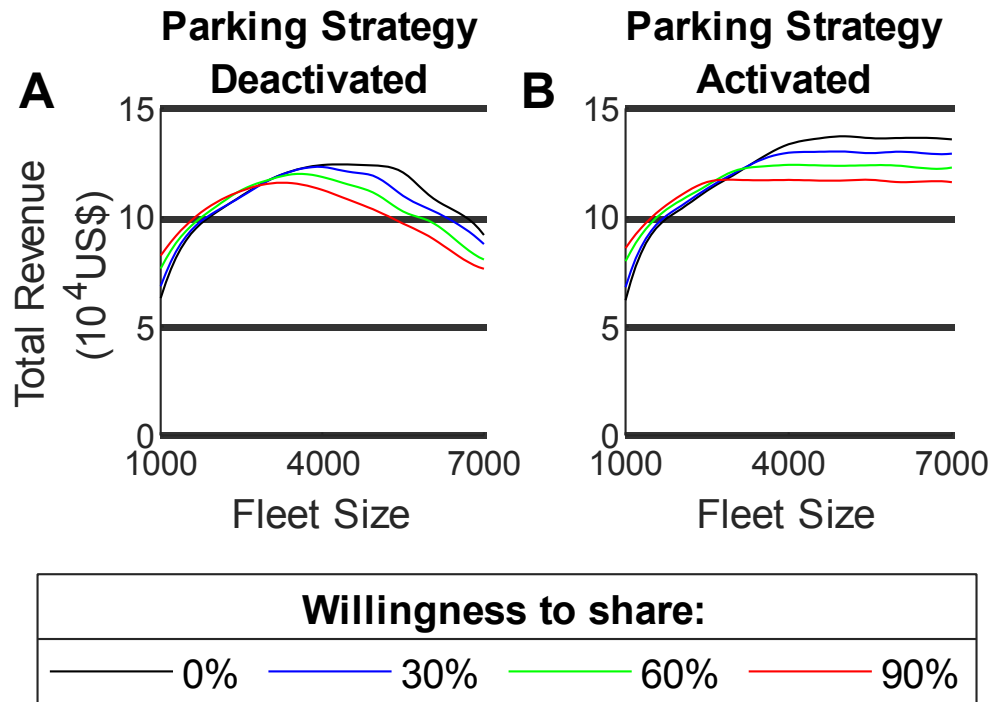 Parking Strategy
Deactivated
Parking Strategy
Activated
A
B
Total Revenue
(10⁴US$)
15
10
5
0
1000 4000 7000
Fleet Size
15
10
5
0
1000 4000 7000
Fleet Size
Willingness to share:
0% 30% 60% 90%